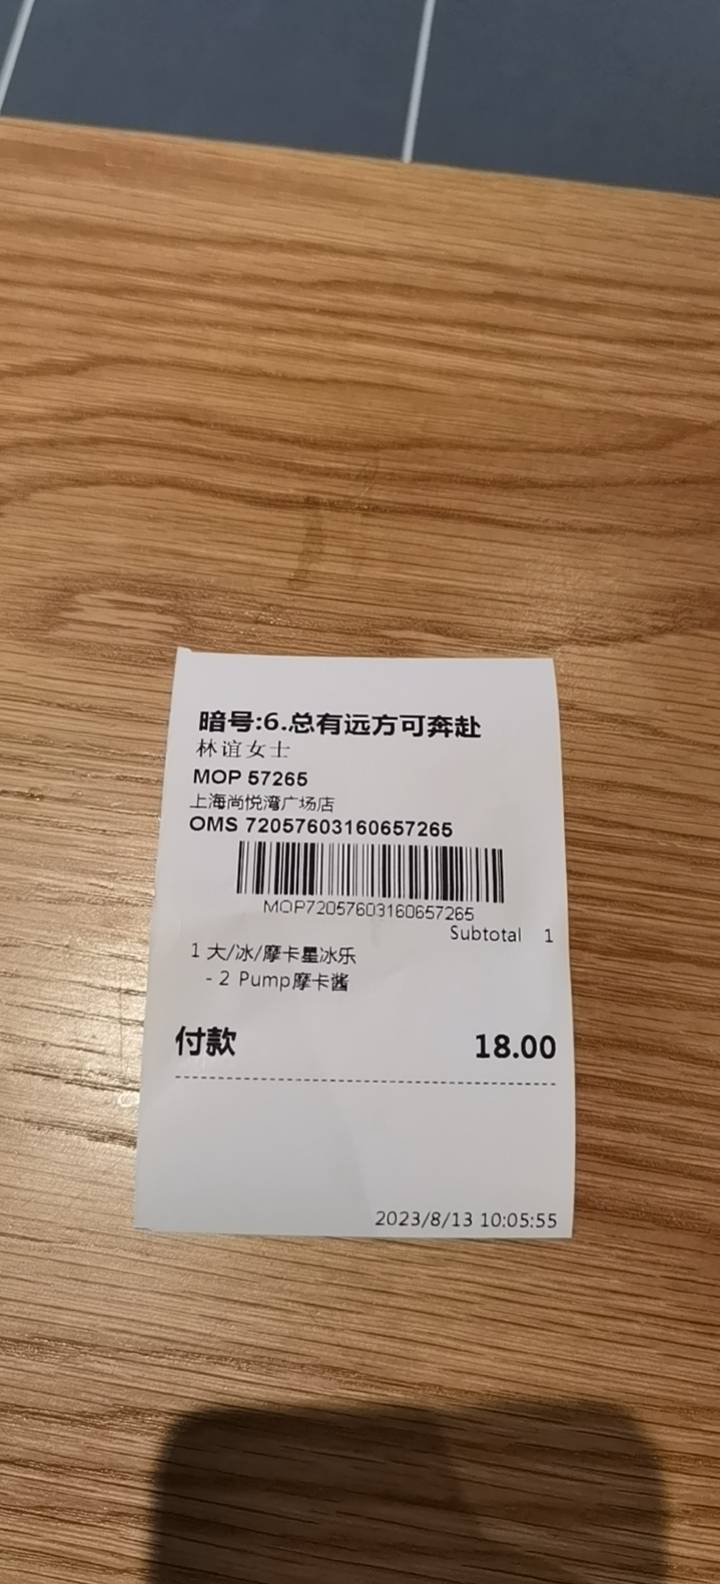 暗号:6.总有远方可奔赴
林谊女士
MOP 57265
上海尚悦湾广场店
OMS 72057603160657265
MOP72057603160657265
Subtotal 1
1 大/冰/摩卡星冰乐
- 2 Pump摩卡酱
付款 18.00
2023/8/13 10:05:55